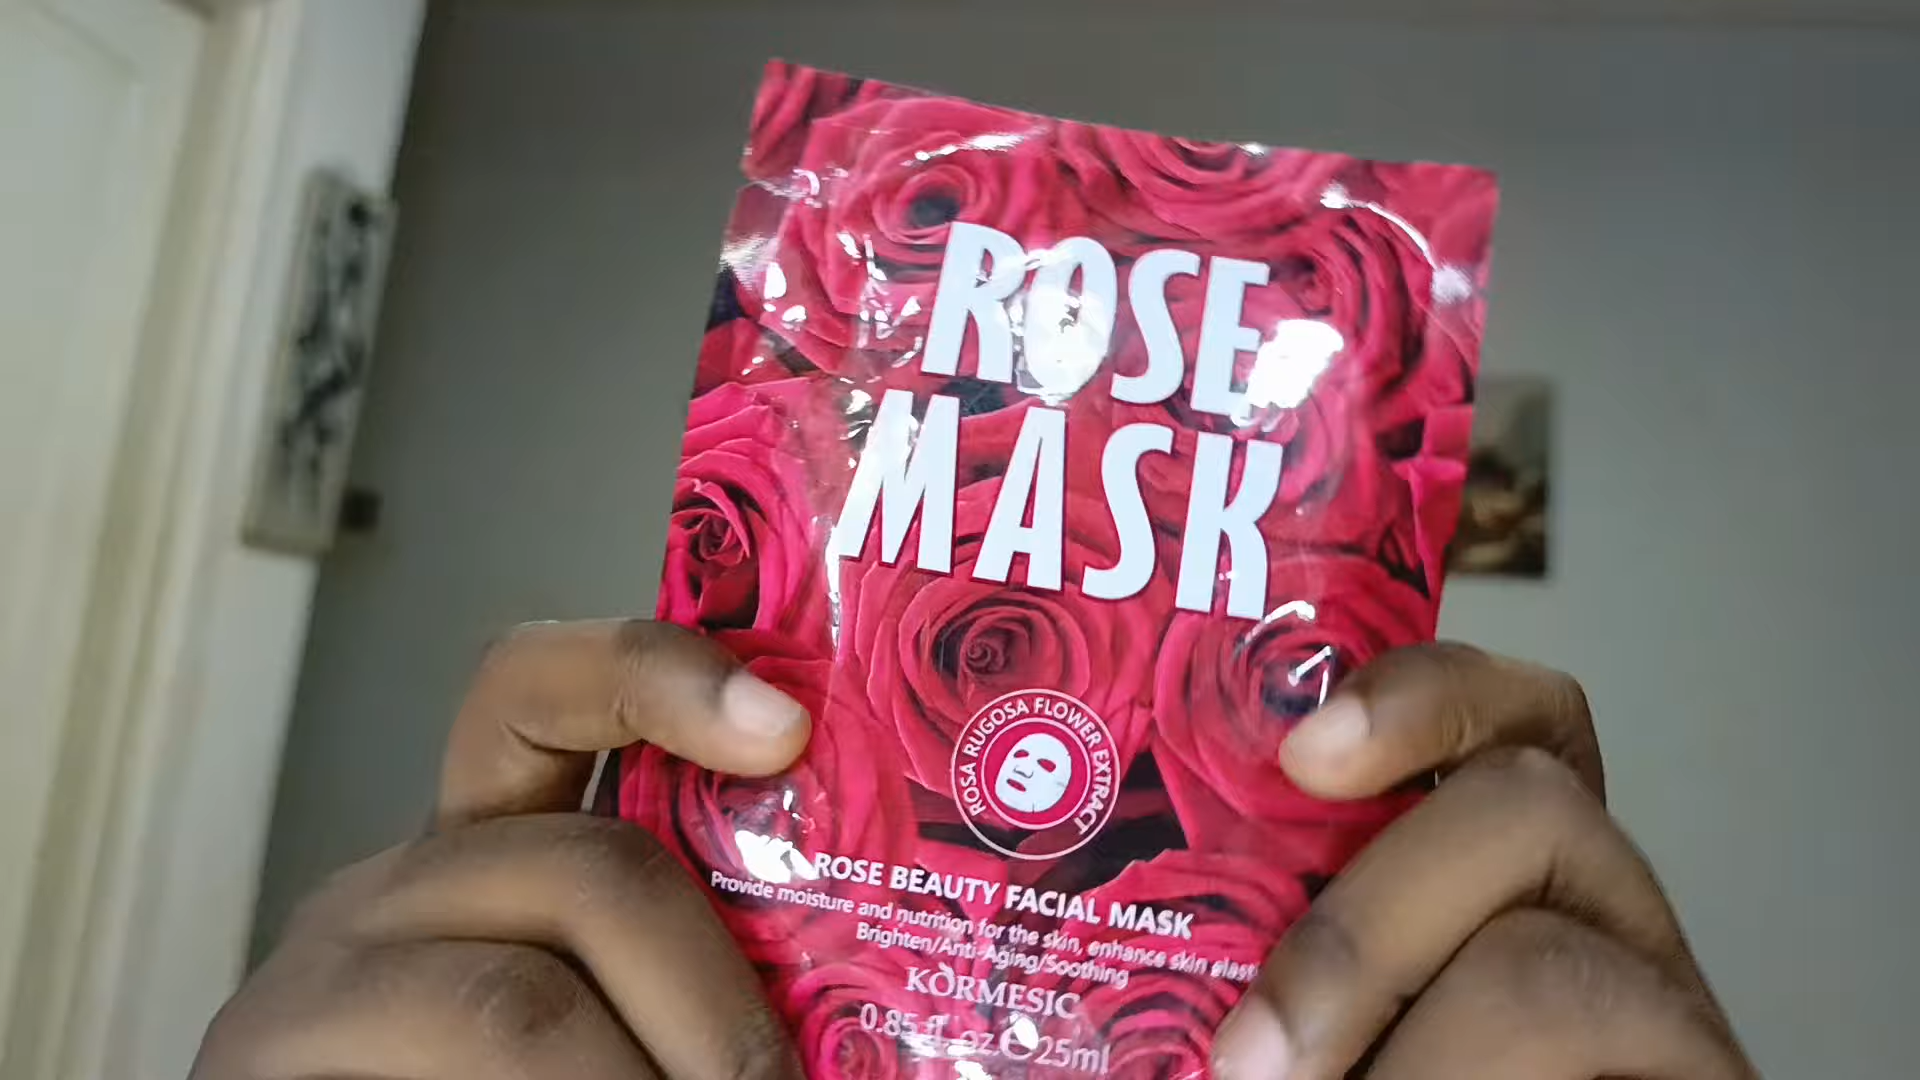 ROSE
MASK
ROSA RUGOSA FLOWER EXTRACT
ROSE BEAUTY FACIAL MASK
Provide moisture and nutrition for the skin, enhance skin
Brighten/Anti-Aging/Soothing
KORMESIC
0.85 fl. oz. e 25ml